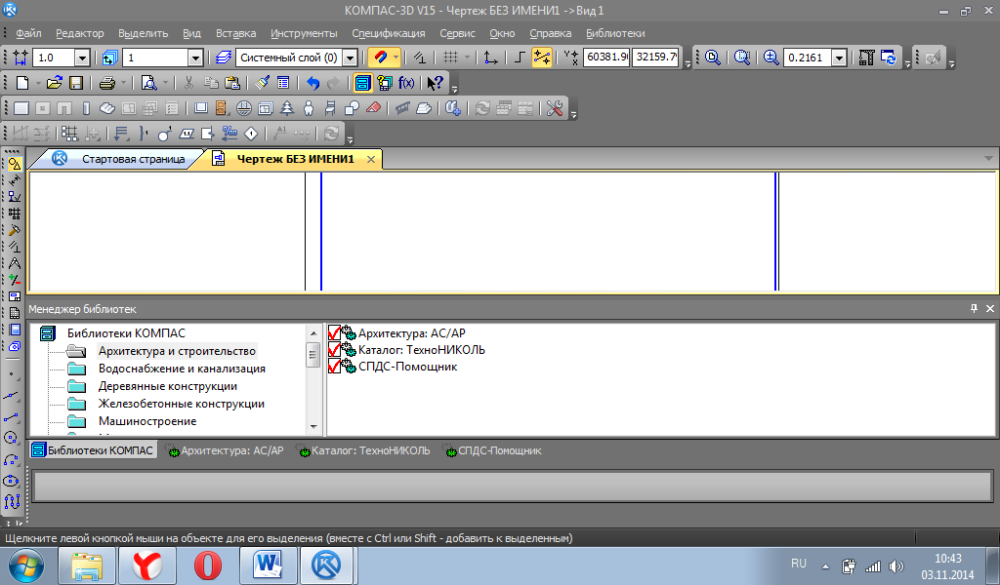 КОМПАС-3D V15 - Чертеж БЕЗ ИМЕНИ1 ->Вид 1
Файл Редактор Выделить Вид Вставка Инструменты Спецификация Сервис Окно Справка Библиотеки
1.0 1 Системный слой (0) 60381.9 32159.7 0.2161
f(x)
Стартовая страница Чертеж БЕЗ ИМЕНИ1
Менеджер библиотек
Библиотеки КОМПАС
Архитектура и строительство
Водоснабжение и канализация
Деревянные конструкции
Железобетонные конструкции
Машиностроение
Архитектура: АС/АР
Каталог: ТехноНИКОЛЬ
СПДС-Помощник
Библиотеки КОМПАС Архитектура: АС/АР Каталог: ТехноНИКОЛЬ СПДС-Помощник
Щелкните левой кнопкой мыши на объекте для его выделения (вместе с Ctrl или Shift - добавить к выделенным)
RU
10:43
03.11.2014